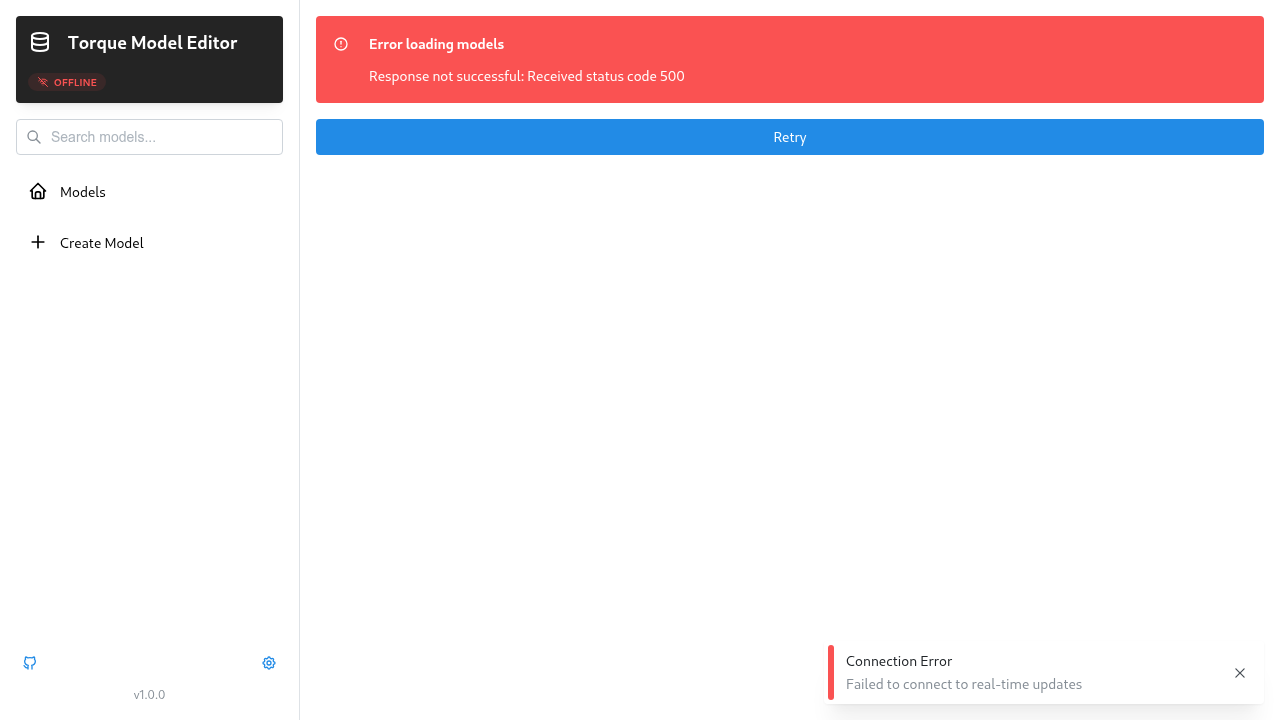 Torque Model Editor
OFFLINE
Search models...
Models
Create Model
v1.0.0
Error loading models
Response not successful: Received status code 500
Retry
Connection Error
Failed to connect to real-time updates